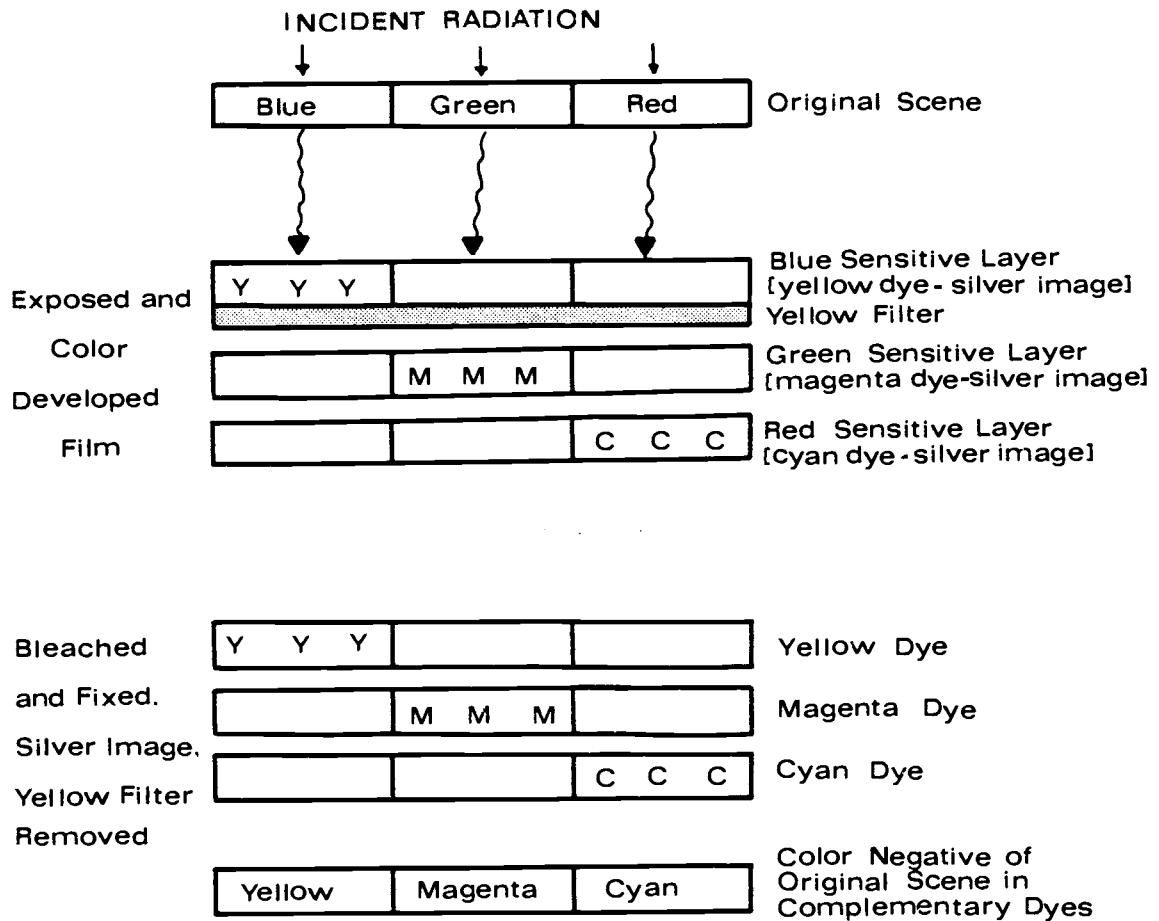 INCIDENT RADIATION
Blue Green Red Original Scene
Blue Sensitive Layer
[yellow dye - silver image]
Y Y Y
Yellow Filter
Green Sensitive Layer
[magenta dye-silver image]
M M M
Red Sensitive Layer
[Cyan dye - silver image]
C C C
Exposed and
Color
Developed
Film
Bleached
and Fixed.
Silver Image.
Yellow Filter
Removed
Y Y Y Yellow Dye
M M M Magenta Dye
C C C Cyan Dye
Yellow Magenta Cyan
Color Negative of
Original Scene in
Complementary Dyes